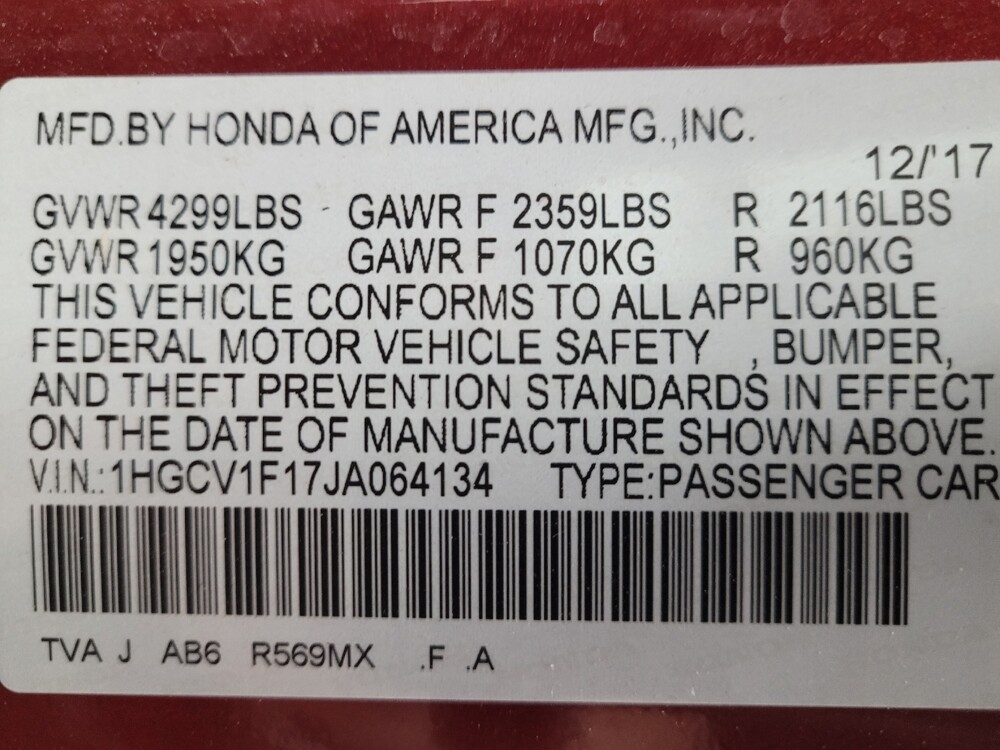 MFD.BY HONDA OF AMERICA MFG.,INC.
12/'17
GVWR 4299LBS - GAWR F 2359LBS R 2116LBS
GVWR 1950KG GAWR F 1070KG R 960KG
THIS VEHICLE CONFORMS TO ALL APPLICABLE
FEDERAL MOTOR VEHICLE SAFETY , BUMPER,
AND THEFT PREVENTION STANDARDS IN EFFECT
ON THE DATE OF MANUFACTURE SHOWN ABOVE.
V.I.N.:1HGCV1F17JA064134 TYPE:PASSENGER CAR
TVA J AB6 R569MX .F .A